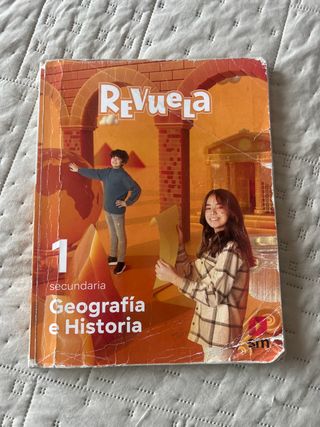 REVUELA
1
secundaria
Geografía
e Historia
sm